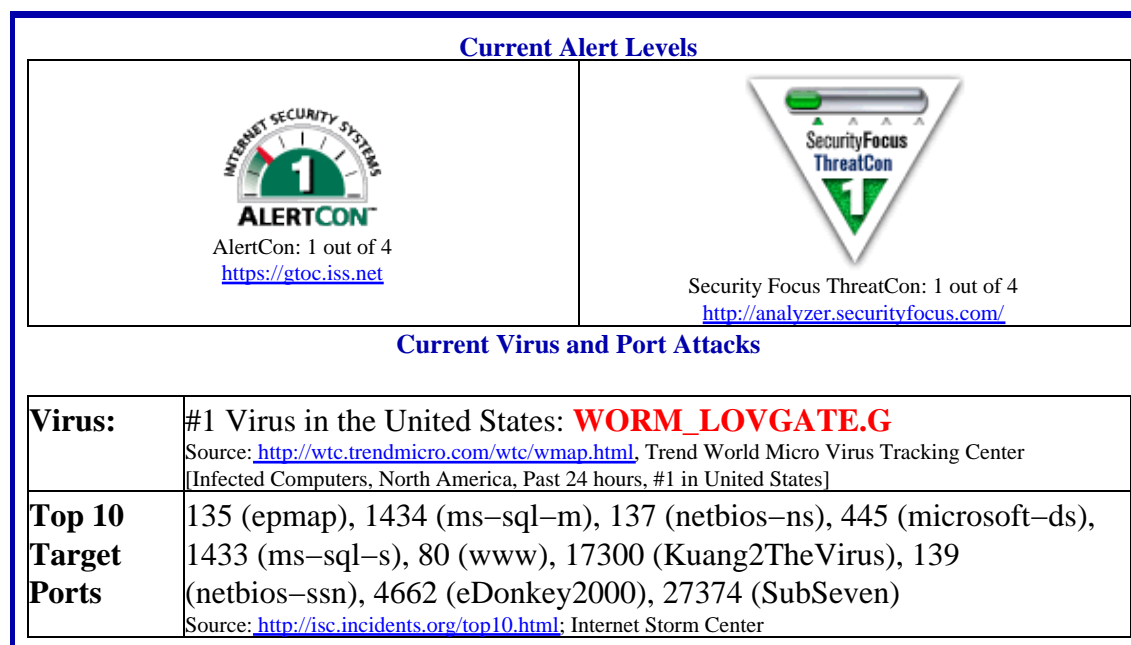 Current Alert Levels
INTERNET SECURITY SYSTEMS
1
ALERTCON™
AlertCon: 1 out of 4
https://gtoc.iss.net
SecurityFocus
ThreatCon
1
Security Focus ThreatCon: 1 out of 4
http://analyzer.securityfocus.com/
Current Virus and Port Attacks
Virus:
#1 Virus in the United States: WORM_LOVGATE.G
Source: http://wtc.trendmicro.com/wtc/wmap.html, Trend World Micro Virus Tracking Center
[Infected Computers, North America, Past 24 hours, #1 in United States]
Top 10
Target
Ports
135 (epmap), 1434 (ms−sql−m), 137 (netbios−ns), 445 (microsoft−ds),
1433 (ms−sql−s), 80 (www), 17300 (Kuang2TheVirus), 139
(netbios−ssn), 4662 (eDonkey2000), 27374 (SubSeven)
Source: http://isc.incidents.org/top10.html; Internet Storm Center